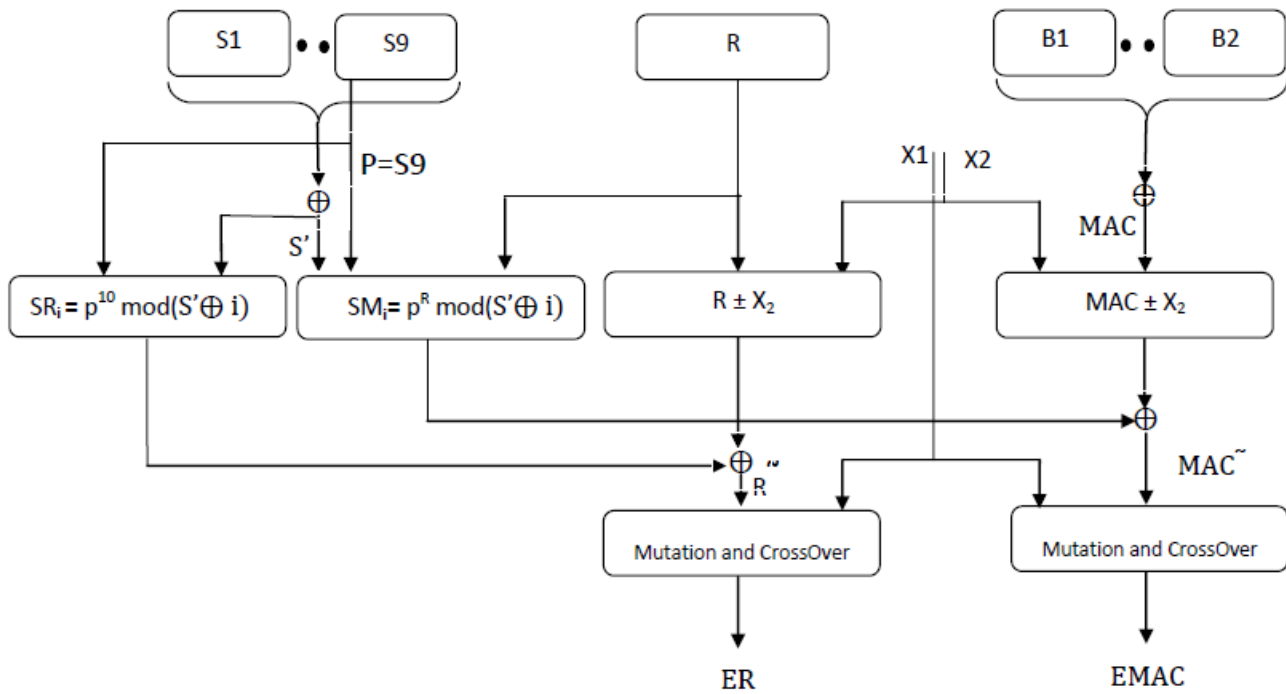 S1
S9
R
B1
B2
P=S9
X1
X2
⊕
⊕
MAC
S’
SRᵢ = p¹⁰ mod(S’⊕ i)
SMᵢ= pᴿ mod(S’⊕ i)
R ± X₂
MAC ± X₂
⊕
⊕
R~
MAC~
Mutation and CrossOver
Mutation and CrossOver
ER
EMAC